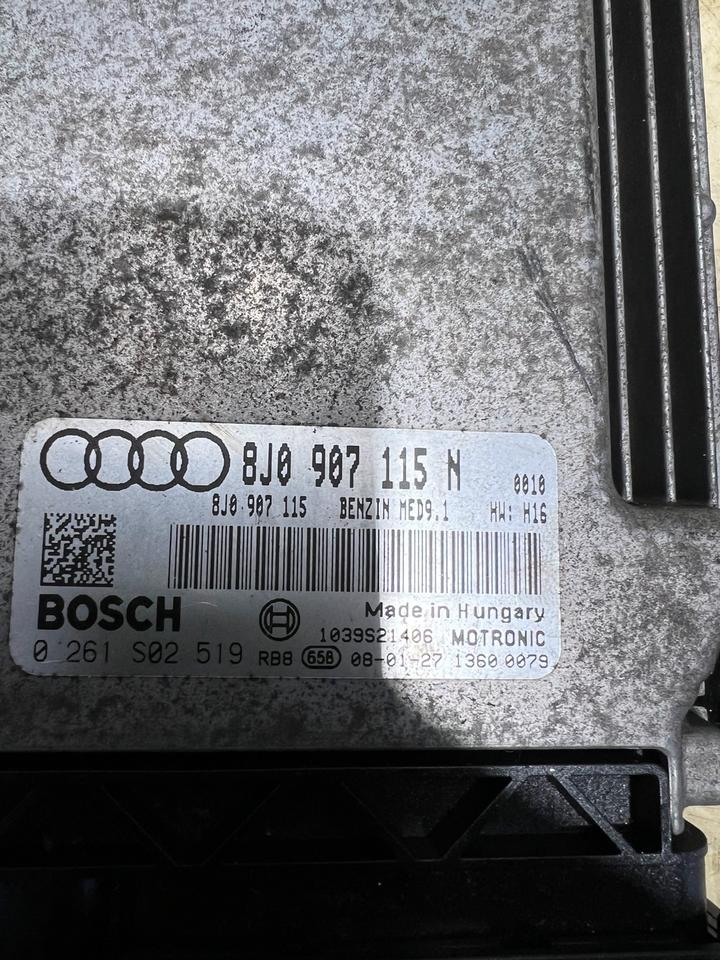 8J0 907 115 N 0010
8J0 907 115 BENZIN MED9.1 HW: H16
BOSCH Made in Hungary
1039S21406 MOTRONIC
0 261 S02 519 RB8 658 08-01-27 1360 0079